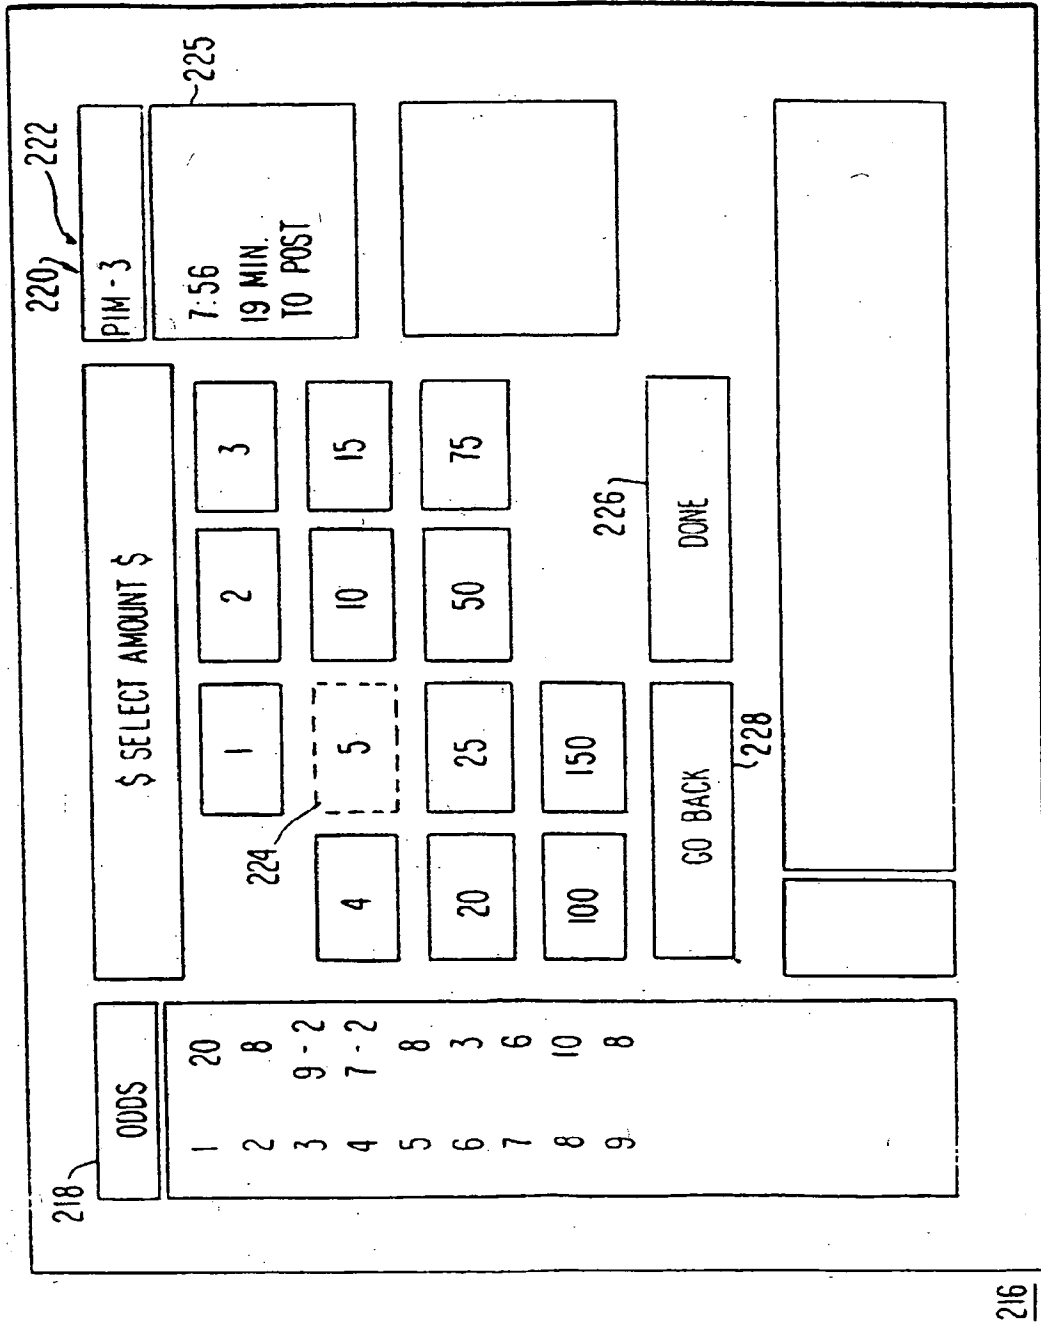 220 222
218 ODDS $ SELECT AMOUNT $ PIM-3
225
1 20
2 8
3 9-2
4 7-2
5 8
6 3
7 6
8 10
9 8
1 2 3
224
4 5 10 15
20 25 50 75
100 150
7:56
19 MIN.
TO POST
226
GO BACK DONE
228
216